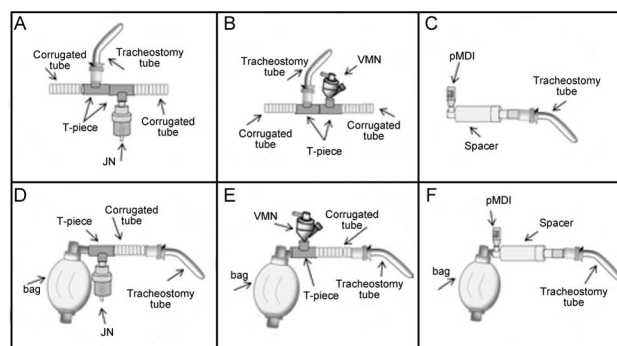 A
Corrugated
tube
Tracheostomy
tube
T-piece
Corrugated
tube
JN
B
VMN
Tracheostomy
tube
Corrugated
tube
T-piece
Corrugated
tube
C
pMDI
Tracheostomy
tube
Spacer
D
T-piece
Corrugated
tube
bag
Tracheostomy
tube
JN
E
VMN
Corrugated
tube
bag
T-piece
Tracheostomy
tube
F
pMDI
Spacer
bag
Tracheostomy
tube